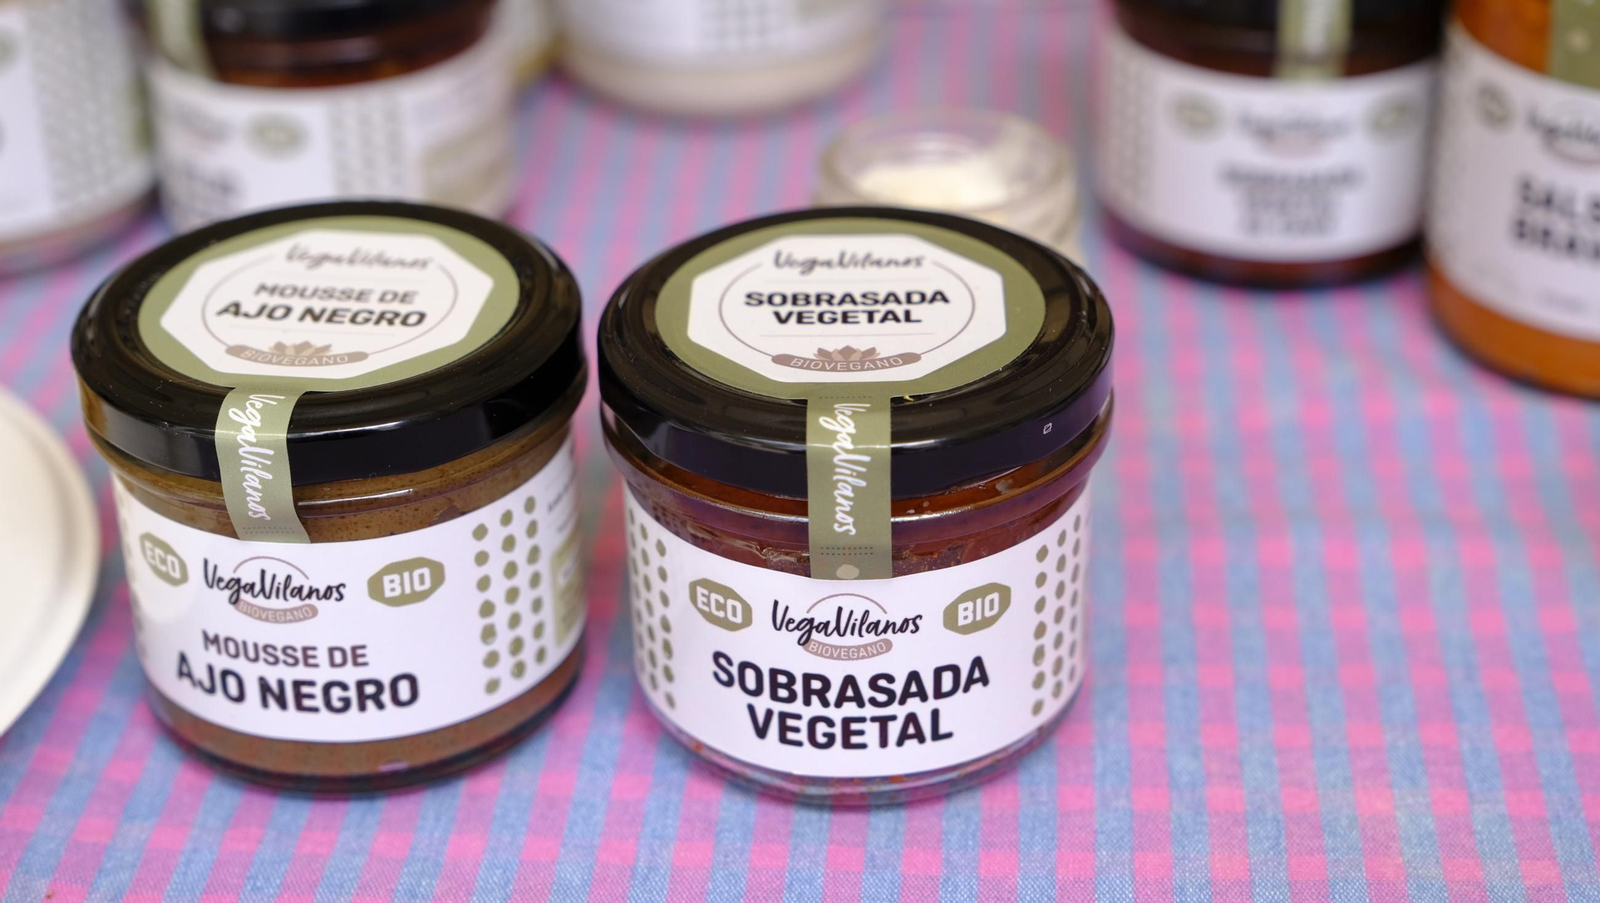 VegaVilanos
MOUSSE DE
AJO NEGRO
BIOVEGANO
VegaVilanos
ECO
VegaVilanos
BIO
BIOVEGANO
MOUSSE DE
AJO NEGRO
VegaVilanos
SOBRASADA
VEGETAL
BIOVEGANO
VegaVilanos
ECO
VegaVilanos
BIO
BIOVEGANO
SOBRASADA
VEGETAL